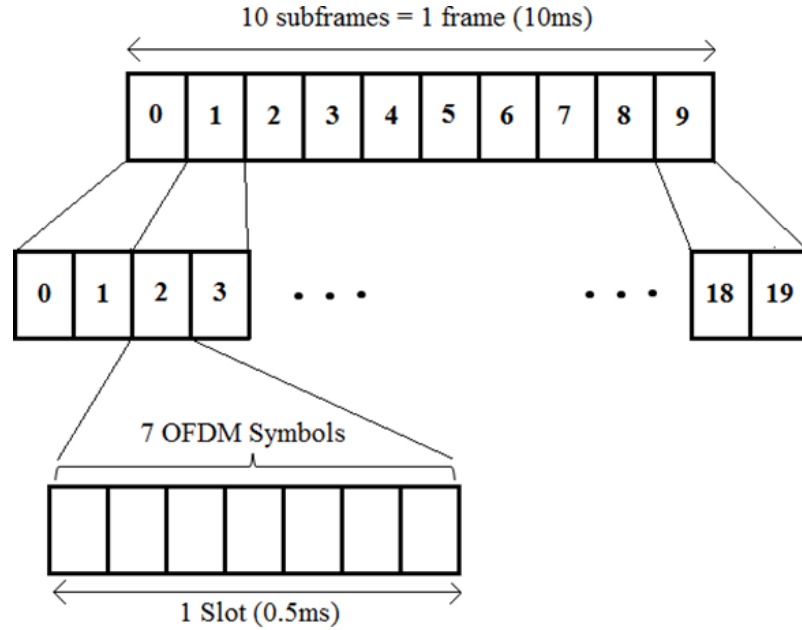 10 subframes = 1 frame (10ms)
0 1 2 3 4 5 6 7 8 9
0 1 2 3 . . . . . . 18 19
7 OFDM Symbols
1 Slot (0.5ms)